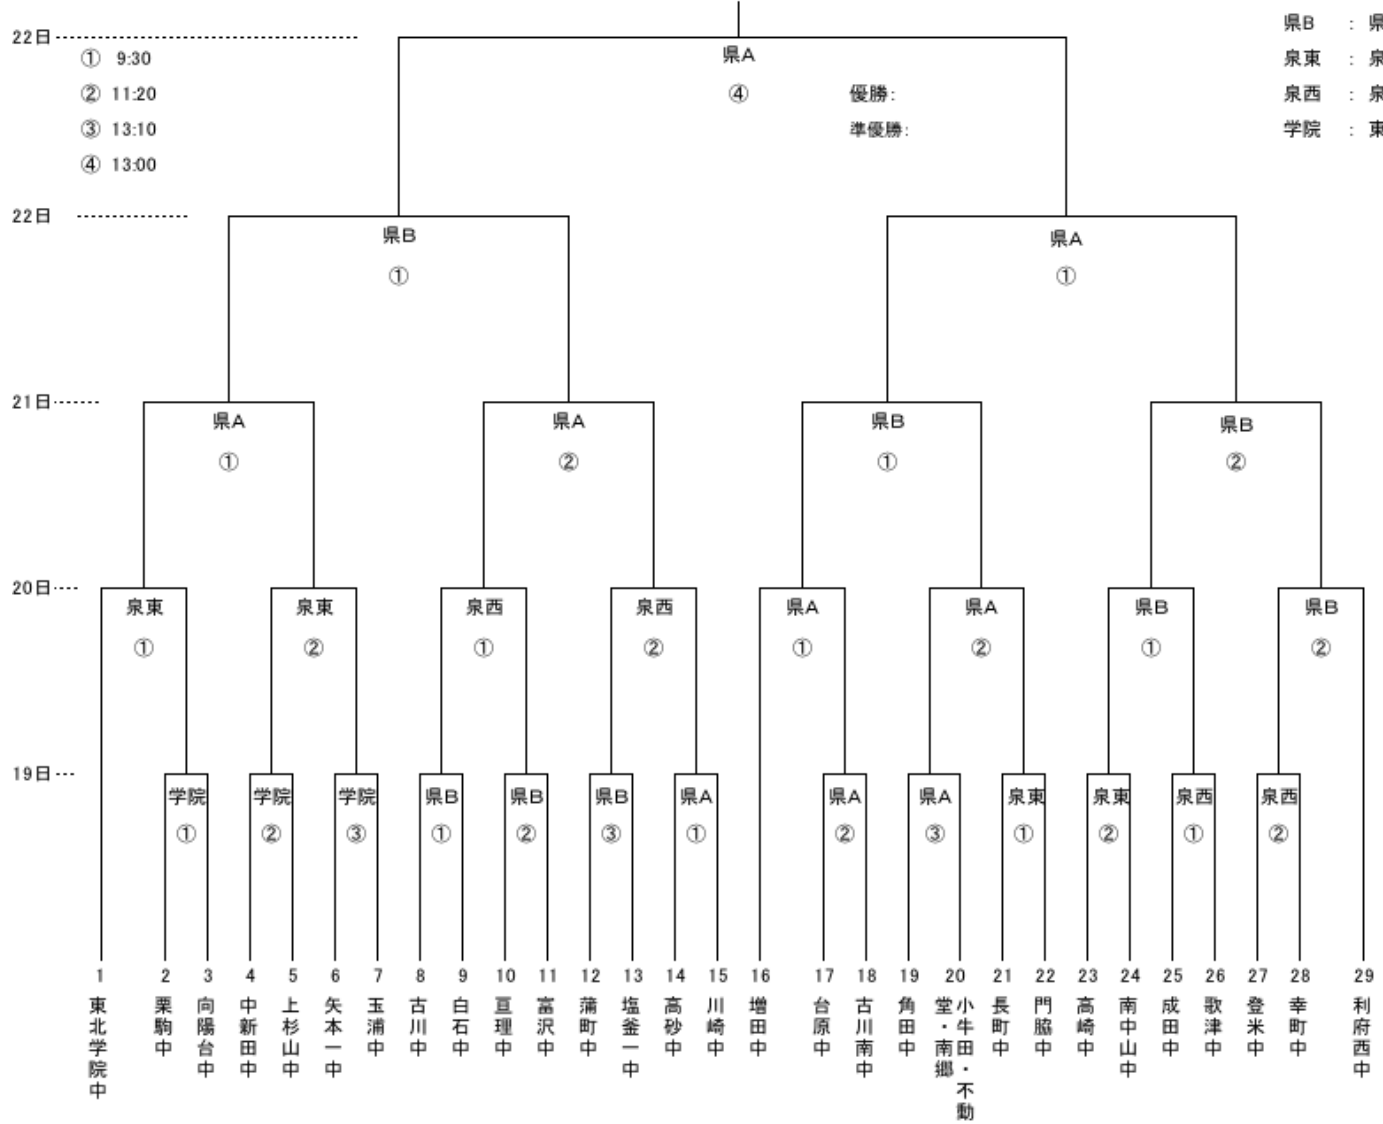 県B : 県
22日
県A
① 9:30
泉東 : 泉
② 11:20
④
優勝:
泉西 : 泉
③ 13:10
準優勝:
学院 : 東
④ 13:00
22日
県B
県A
①
①
21日
県A
県A
県B
県B
①
②
①
②
20日
泉東
泉東
泉西
泉西
県A
県A
県B
県B
①
②
①
②
①
②
①
②
19日
学院
学院
学院
県B
県B
県B
県A
県A
県A
泉東
泉東
泉西
泉西
①
②
③
①
②
③
①
②
③
①
②
①
②
1
2
3
4
5
6
7
8
9
10
11
12
13
14
15
16
17
18
19
20
21
22
23
24
25
26
27
28
29
東北学院中
栗駒中
向陽台中
中新田中
上杉山中
矢本一中
玉浦中
古川中
白石中
亘理中
富沢中
蒲町中
塩釜一中
高砂中
川崎中
増田中
台原中
古川南中
角田中
小牛田・不動
堂・南郷
長町中
門脇中
高崎中
南中山中
成田中
歌津中
登米中
幸町中
利府西中